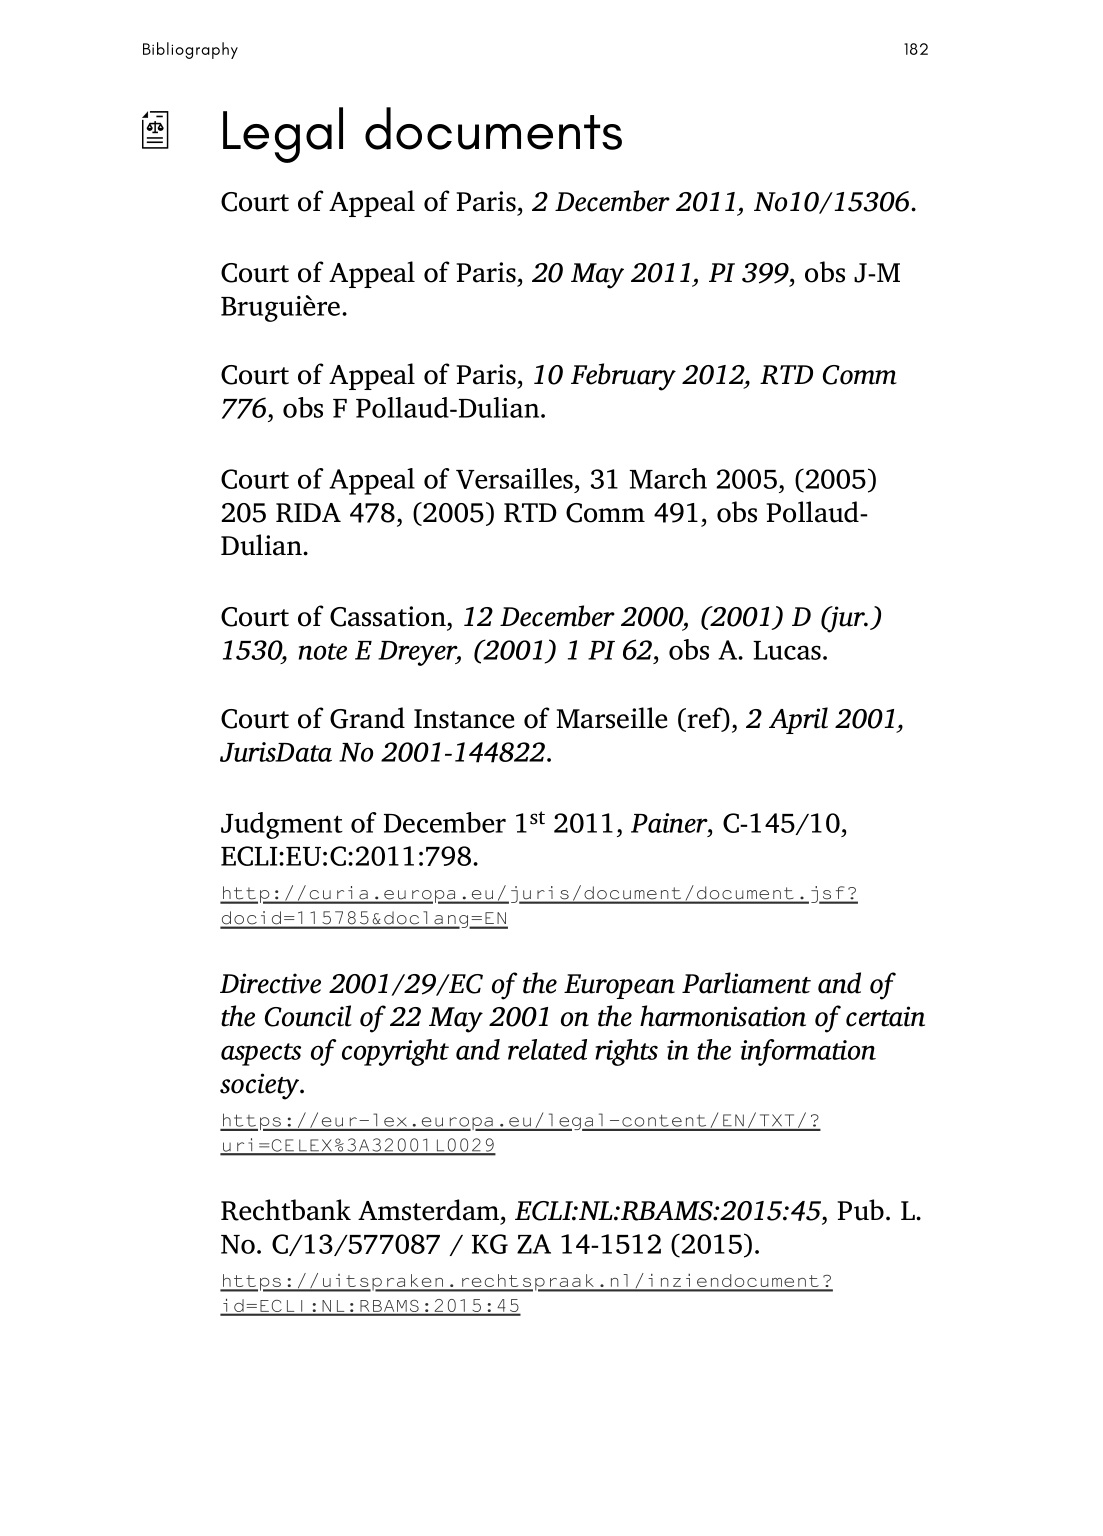 Bibliography 182
Legal documents
Court of Appeal of Paris, 2 December 2011, No10/15306.
Court of Appeal of Paris, 20 May 2011, PI 399, obs J-M
Bruguière.
Court of Appeal of Paris, 10 February 2012, RTD Comm
776, obs F Pollaud-Dulian.
Court of Appeal of Versailles, 31 March 2005, (2005)
205 RIDA 478, (2005) RTD Comm 491, obs Pollaud-
Dulian.
Court of Cassation, 12 December 2000, (2001) D (jur.)
1530, note E Dreyer, (2001) 1 PI 62, obs A. Lucas.
Court of Grand Instance of Marseille (ref), 2 April 2001,
JurisData No 2001-144822.
Judgment of December 1st 2011, Painer, C-145/10,
ECLI:EU:C:2011:798.
http://curia.europa.eu/juris/document/document.jsf?
docid=115785&doclang=EN
Directive 2001/29/EC of the European Parliament and of
the Council of 22 May 2001 on the harmonisation of certain
aspects of copyright and related rights in the information
society.
https://eur-lex.europa.eu/legal-content/EN/TXT/?
uri=CELEX%3A32001L0029
Rechtbank Amsterdam, ECLI:NL:RBAMS:2015:45, Pub. L.
No. C/13/577087 / KG ZA 14-1512 (2015).
https://uitspraken.rechtspraak.nl/inziendocument?
id=ECLI:NL:RBAMS:2015:45